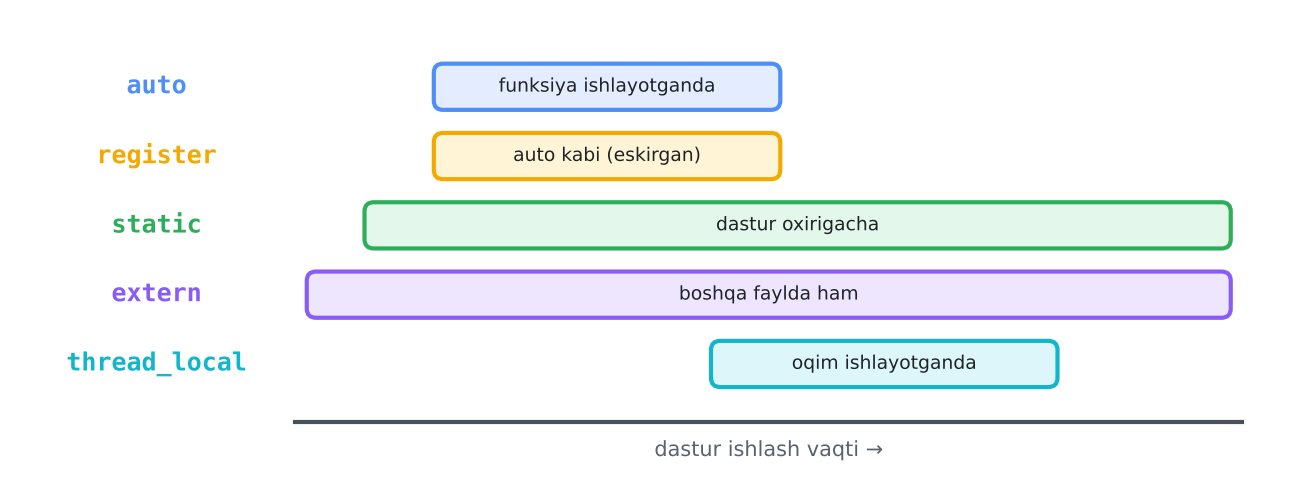 auto
funksiya ishlayotganda
register
auto kabi (eskirgan)
static
dastur oxirigacha
extern
boshqa faylda ham
thread_local
oqim ishlayotganda
dastur ishlash vaqti →